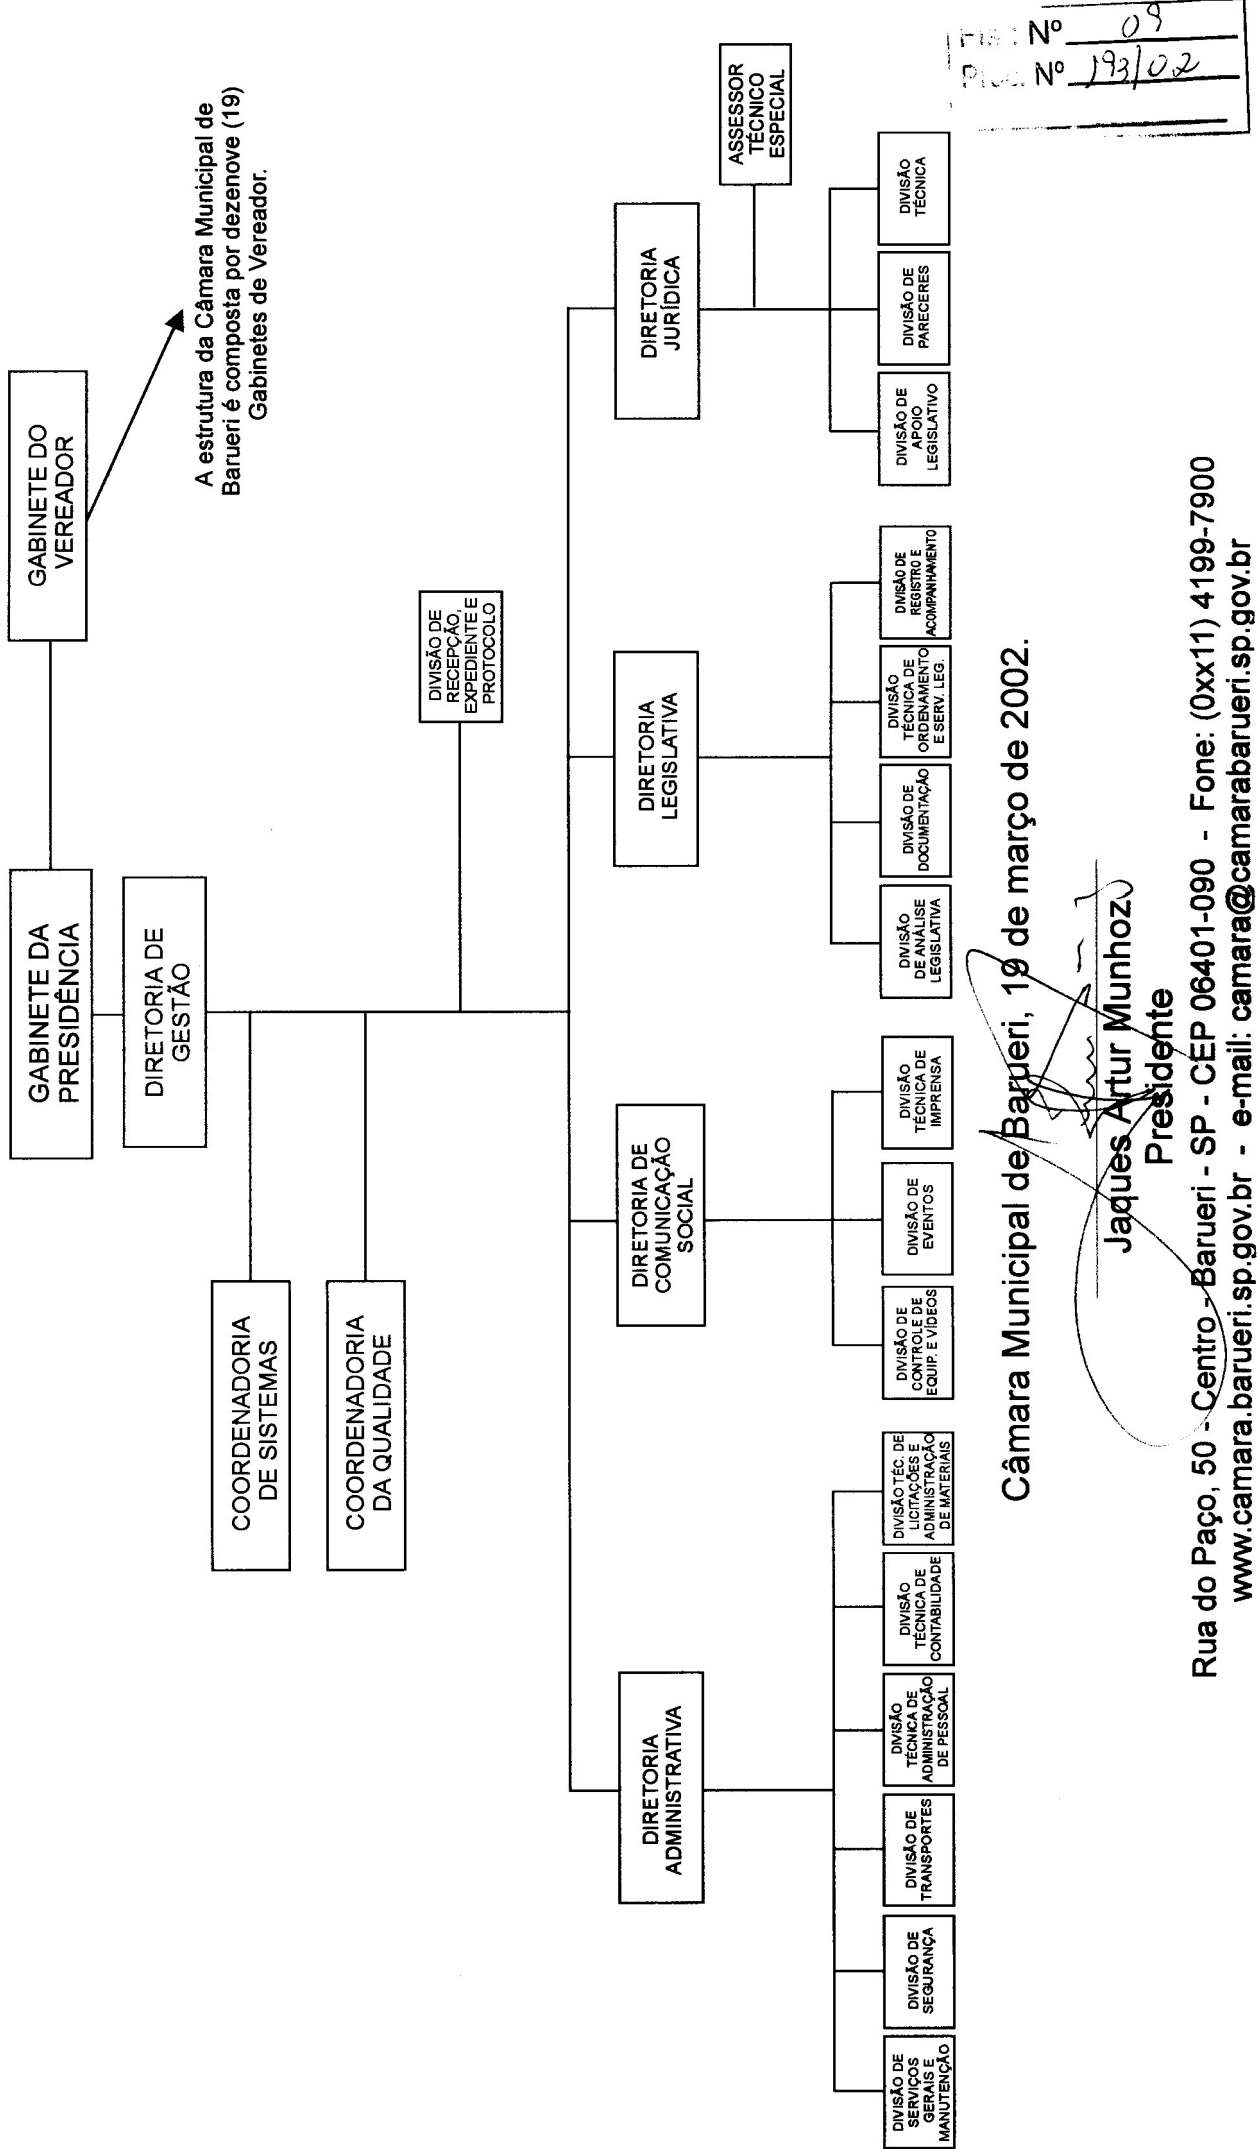 Nº 09
Nº 193/02
GABINETE DA
PRESIDÊNCIA
GABINETE DO
VEREADOR
A estrutura da Câmara Municipal de
Barueri é composta por dezenove (19)
Gabinetes de Vereador.
DIRETORIA DE
GESTÃO
COORDENADORIA
DE SISTEMAS
COORDENADORIA
DA QUALIDADE
DIVISÃO DE
RECEPÇÃO,
EXPEDIENTE E
PROTOCOLO
DIRETORIA
ADMINISTRATIVA
DIRETORIA DE
COMUNICAÇÃO
SOCIAL
DIRETORIA
LEGISLATIVA
DIRETORIA
JURÍDICA
ASSESSOR
TÉCNICO
ESPECIAL
DIVISÃO DE
SERVIÇOS
GERAIS E
MANUTENÇÃO
DIVISÃO DE
SEGURANÇA
DIVISÃO DE
TRANSPORTES
DIVISÃO
TÉCNICA DE
ADMINISTRAÇÃO
DE PESSOAL
DIVISÃO
TÉCNICA DE
CONTABILIDADE
DIVISÃO TÉC. DE
LICITAÇÕES E
ADMINISTRAÇÃO
DE MATERIAIS
DIVISÃO DE
CONTROLE DE
EQUIP. E VÍDEOS
DIVISÃO DE
EVENTOS
DIVISÃO
TÉCNICA DE
IMPRENSA
DIVISÃO
DE ANÁLISE
LEGISLATIVA
DIVISÃO DE
DOCUMENTAÇÃO
DIVISÃO
TÉCNICA DE
ORDENAMENTO
E SERV. LEG.
DIVISÃO DE
REGISTRO E
ACOMPANHAMENTO
DIVISÃO DE
APOIO
LEGISLATIVO
DIVISÃO DE
PARECERES
DIVISÃO
TÉCNICA
Câmara Municipal de Barueri, 19 de março de 2002.
Jaques Artur Munhoz
Presidente
Rua do Paço, 50 - Centro - Barueri - SP - CEP 06401-090 - Fone: (0xx11) 4199-7900
www.camara.barueri.sp.gov.br - e-mail: camara@camarabarueri.sp.gov.br